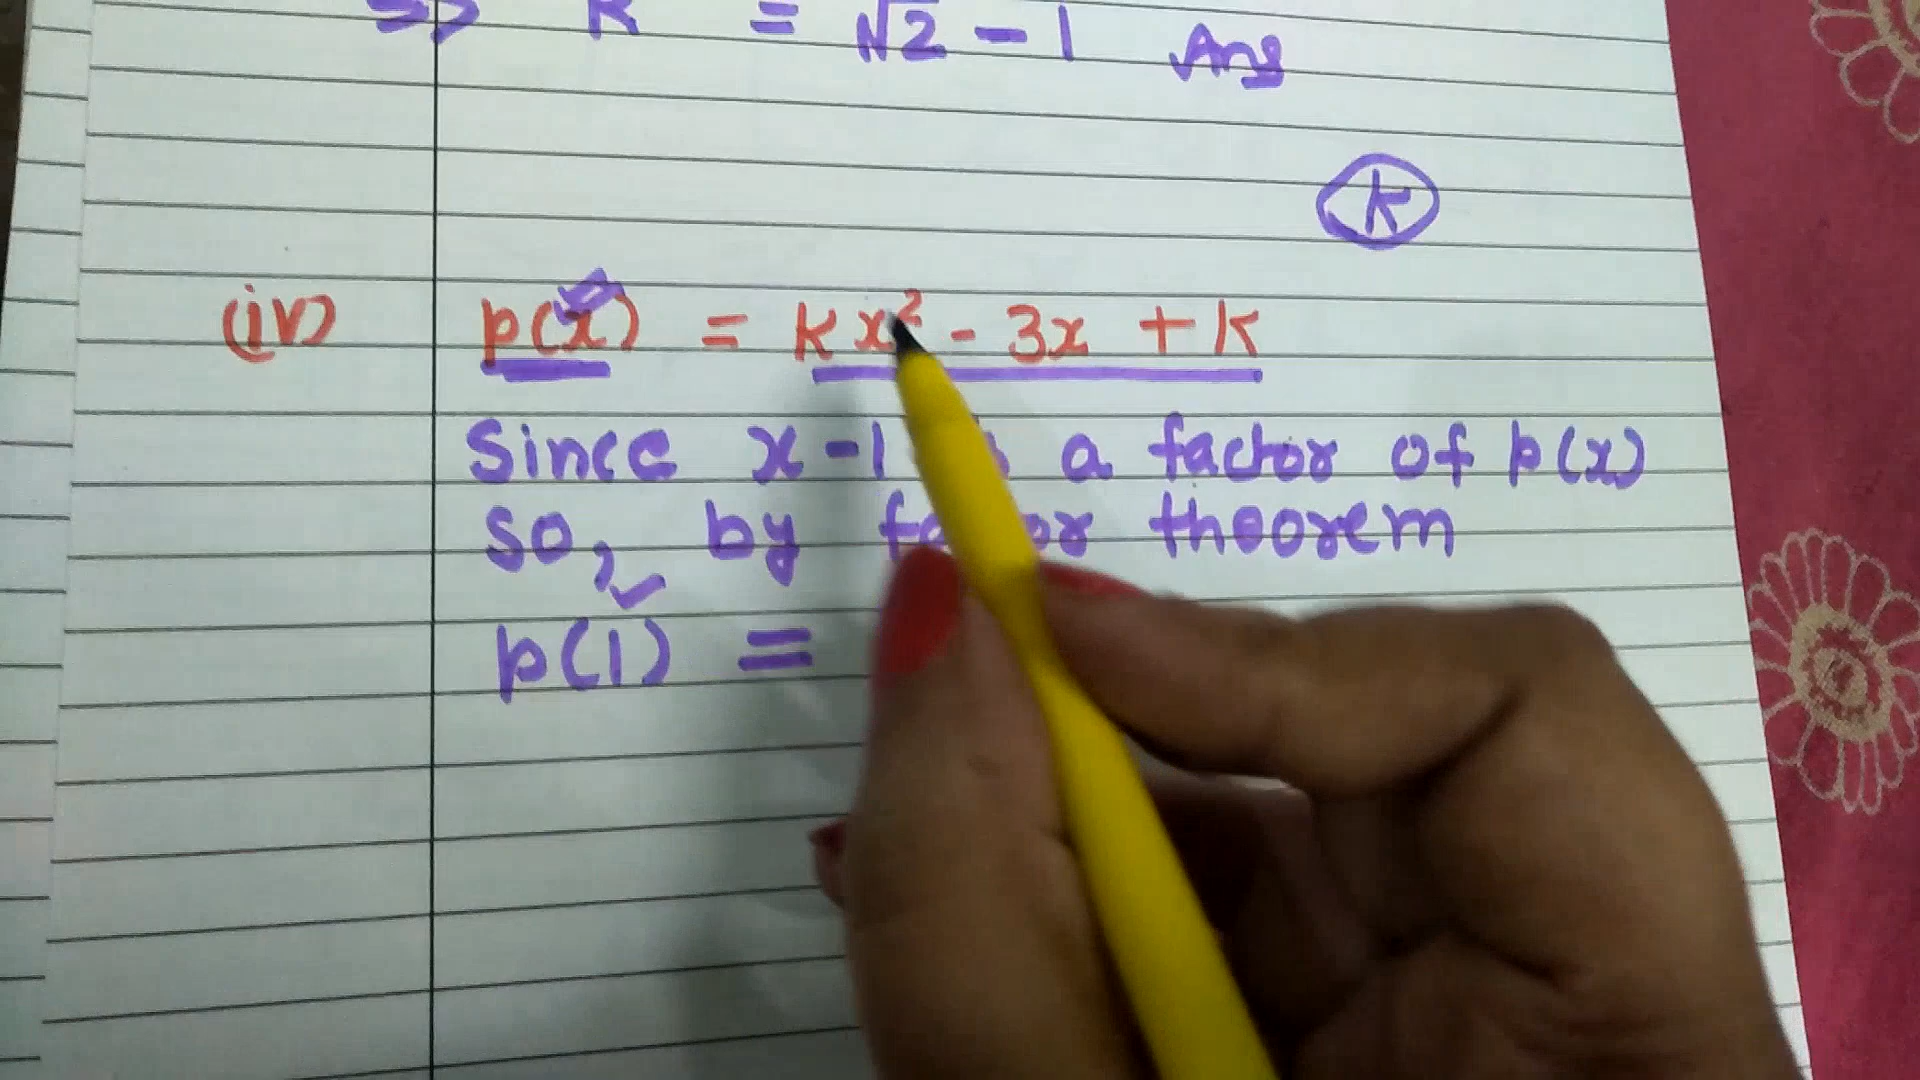 => K = √2 - 1 Ans
k
(iv) p(x) = kx² - 3x + k
Since x-1 a factor of p(x)
So, by theorem
p(1) =